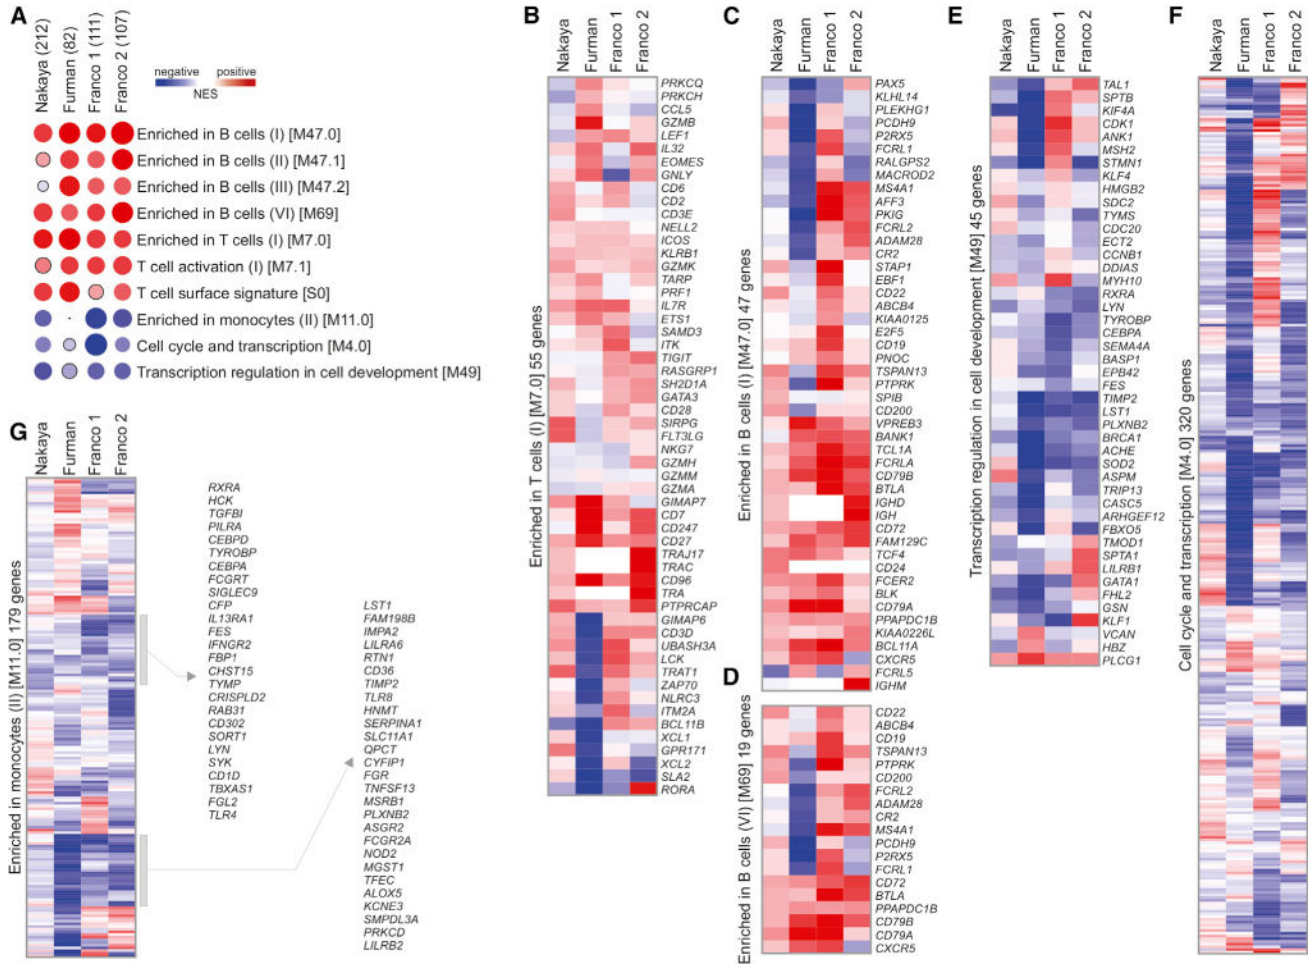 A
Nakaya (212)
Furman (82)
Franco 1 (111)
Franco 2 (107)
negative positive
NES
Enriched in B cells (I) [M47.0]
Enriched in B cells (II) [M47.1]
Enriched in B cells (III) [M47.2]
Enriched in B cells (VI) [M69]
Enriched in T cells (I) [M7.0]
T cell activation (I) [M7.1]
T cell surface signature [S0]
Enriched in monocytes (II) [M11.0]
Cell cycle and transcription [M4.0]
Transcription regulation in cell development [M49]
B
Nakaya
Furman
Franco 1
Franco 2
Enriched in T cells (I) [M7.0] 55 genes
PRKCQ
PRKCH
CCL5
GZMB
LEF1
IL32
EOMES
GNLY
CD6
CD2
CD3E
NELL2
ICOS
KLRB1
GZMK
TARP
PRF1
IL7R
ETS1
SAMD3
ITK
TIGIT
RASGRP1
SH2D1A
GATA3
CD28
SIRPG
FLT3LG
NKG7
GZMH
GZMM
GZMA
GIMAP7
CD7
CD247
CD27
TRAJ17
TRAC
CD96
TRA
PTPRCAP
GIMAP6
CD3D
UBASH3A
LCK
TRAT1
ZAP70
NLRC3
ITM2A
BCL11B
XCL1
GPR171
XCL2
SLA2
RORA
C
Nakaya
Furman
Franco 1
Franco 2
Enriched in B cells (I) [M47.0] 47 genes
PAX5
KLHL14
PLEKHG1
PCDH9
P2RX5
FCRL1
RALGPS2
MACROD2
MS4A1
AFF3
PKIG
FCRL2
ADAM28
CR2
STAP1
EBF1
CD22
ABCB4
KIAA0125
E2F5
CD19
PNOC
TSPAN13
PTPRK
SPIB
CD200
VPREB3
BANK1
TCL1A
FCRLA
CD79B
BTLA
IGHD
IGH
CD72
FAM129C
TCF4
CD24
FCER2
BLK
CD79A
PPAPDC1B
KIAA0226L
BCL11A
CXCR5
FCRL5
IGHM
D
Enriched in B cells (VI) [M69] 19 genes
CD22
ABCB4
CD19
TSPAN13
PTPRK
CD200
FCRL2
ADAM28
CR2
MS4A1
PCDH9
P2RX5
FCRL1
CD72
BTLA
PPAPDC1B
CD79B
CD79A
CXCR5
E
Nakaya
Furman
Franco 1
Franco 2
Transcription regulation in cell development [M49] 45 genes
TAL1
SPTB
KIF4A
CDK1
ANK1
MSH2
STMN1
KLF4
HMGB2
SDC2
TYMS
CDC20
ECT2
CCNB1
DDIAS
MYH10
RXRA
LYN
TYROBP
CEBPA
SEMA4A
BASP1
EPB42
FES
TIMP2
LST1
PLXNB2
BRCA1
ACHE
SOD2
ASPM
TRIP13
CASC5
ARHGEF12
FBXO5
TMOD1
SPTA1
LILRB1
GATA1
FHL2
GSN
KLF1
VCAN
HBZ
PLCG1
F
Nakaya
Furman
Franco 1
Franco 2
Cell cycle and transcription [M4.0] 320 genes
G
Nakaya
Furman
Franco 1
Franco 2
Enriched in monocytes (II) [M11.0] 179 genes
RXRA
HCK
TGFBI
PILRA
CEBPD
TYROBP
CEBPA
FCGRT
SIGLEC9
CFP
IL13RA1
FES
IFNGR2
FBP1
CHST15
TYMP
CRISPLD2
RAB31
CD302
SORT1
LYN
SYK
CD1D
TBXAS1
FGL2
TLR4
LST1
FAM198B
IMPA2
LILRA6
RTN1
CD36
TIMP2
TLR8
HNMT
SERPINA1
SLC11A1
QPCT
CYFIP1
FGR
TNFSF13
MSRB1
PLXNB2
ASGR2
FCGR2A
NOD2
MGST1
TFEC
ALOX5
KCNE3
SMPDL3A
PRKCD
LILRB2